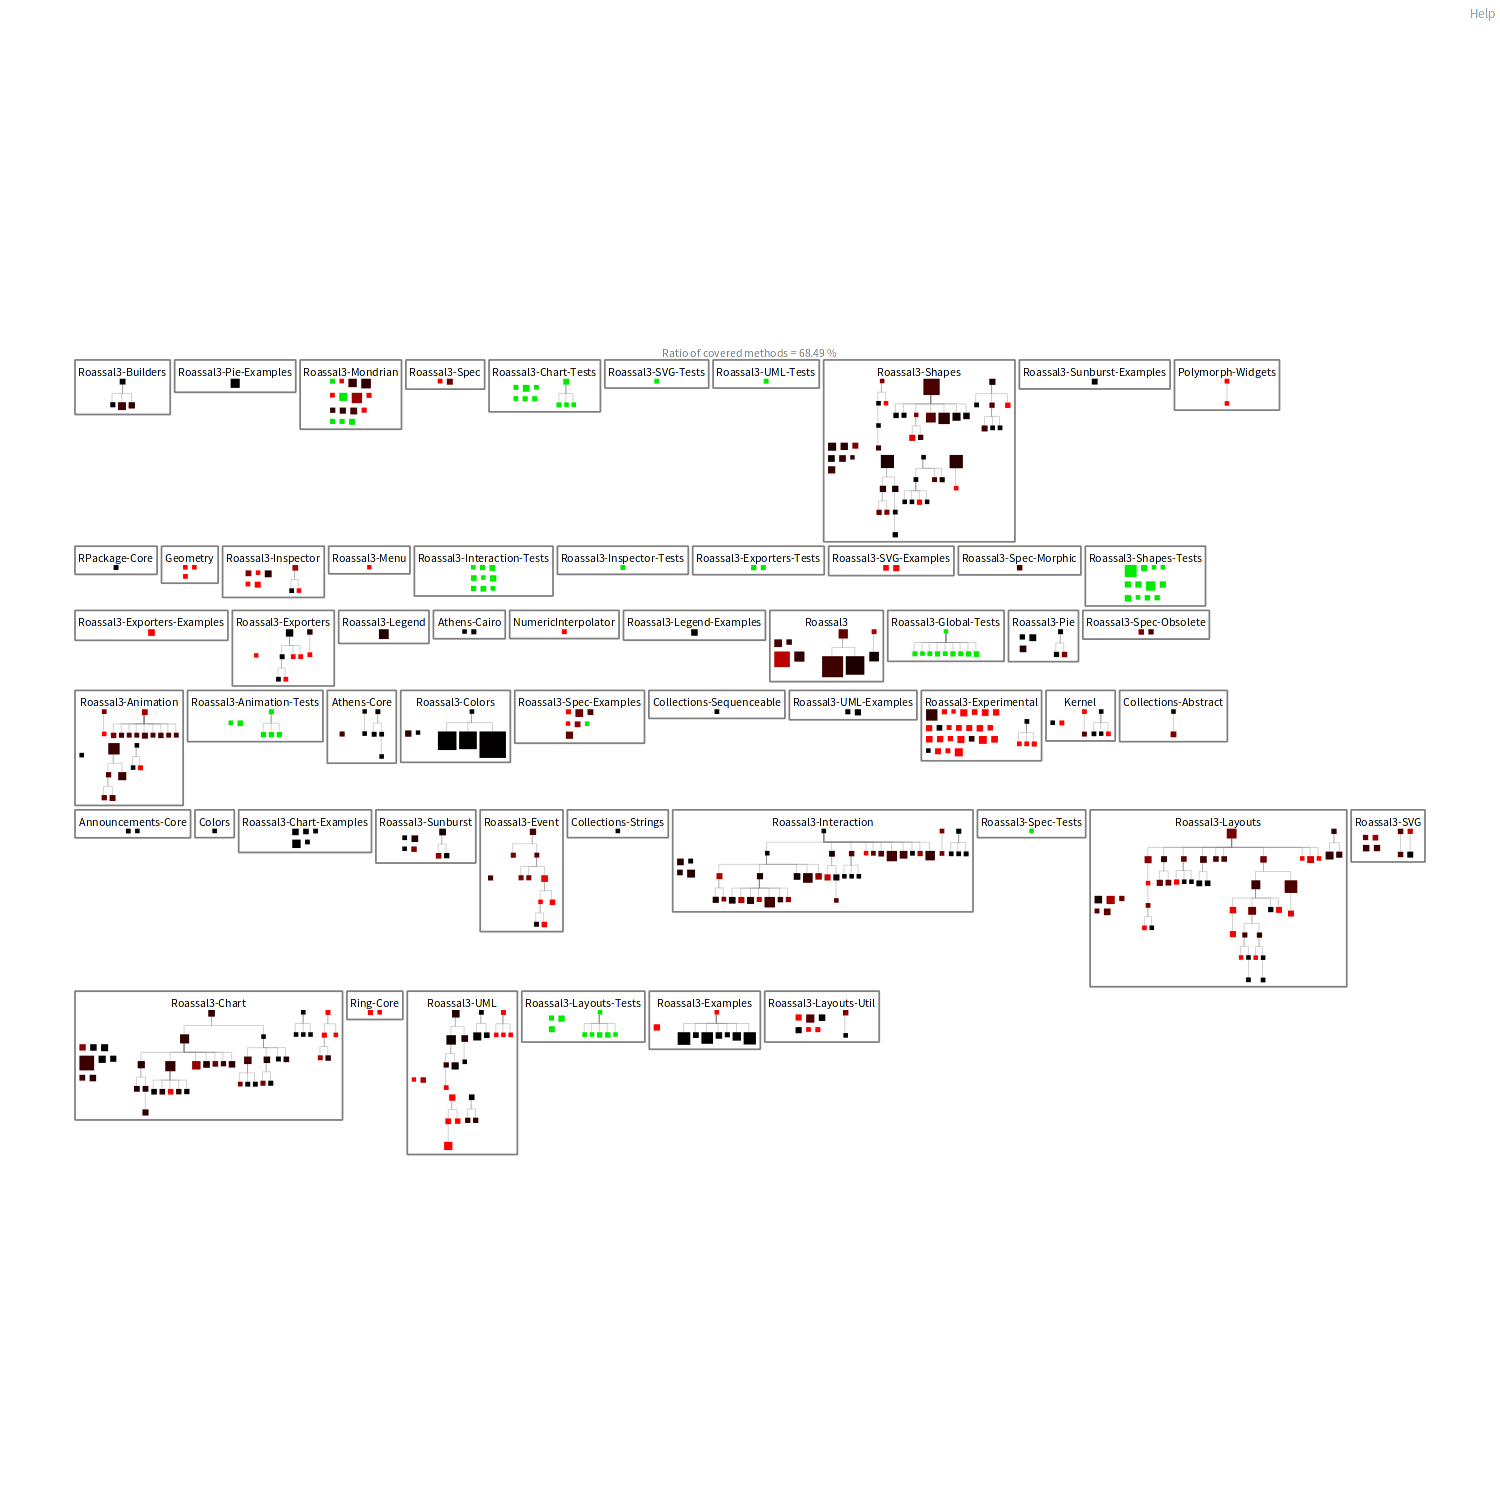 Help
Ratio of covered methods = 68.49 %
Roassal3-Builders
Roassal3-Pie-Examples
Roassal3-Mondrian
Roassal3-Spec
Roassal3-Chart-Tests
Roassal3-SVG-Tests
Roassal3-UML-Tests
Roassal3-Shapes
Roassal3-Sunburst-Examples
Polymorph-Widgets
RPackage-Core
Geometry
Roassal3-Inspector
Roassal3-Menu
Roassal3-Interaction-Tests
Roassal3-Inspector-Tests
Roassal3-Exporters-Tests
Roassal3-SVG-Examples
Roassal3-Spec-Morphic
Roassal3-Shapes-Tests
Roassal3-Exporters-Examples
Roassal3-Exporters
Roassal3-Legend
Athens-Cairo
NumericInterpolator
Roassal3-Legend-Examples
Roassal3
Roassal3-Global-Tests
Roassal3-Pie
Roassal3-Spec-Obsolete
Roassal3-Animation
Roassal3-Animation-Tests
Athens-Core
Roassal3-Colors
Roassal3-Spec-Examples
Collections-Sequenceable
Roassal3-UML-Examples
Roassal3-Experimental
Kernel
Collections-Abstract
Announcements-Core
Colors
Roassal3-Chart-Examples
Roassal3-Sunburst
Roassal3-Event
Collections-Strings
Roassal3-Interaction
Roassal3-Spec-Tests
Roassal3-Layouts
Roassal3-SVG
Roassal3-Chart
Ring-Core
Roassal3-UML
Roassal3-Layouts-Tests
Roassal3-Examples
Roassal3-Layouts-Util